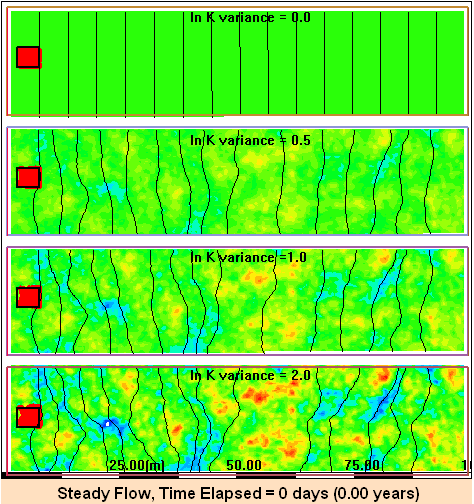 ln K variance = 0.0
ln K variance = 0.5
ln K variance =1.0
ln K variance = 2.0
25.00(m) 50.00 75.00 10
Steady Flow, Time Elapsed = 0 days (0.00 years)